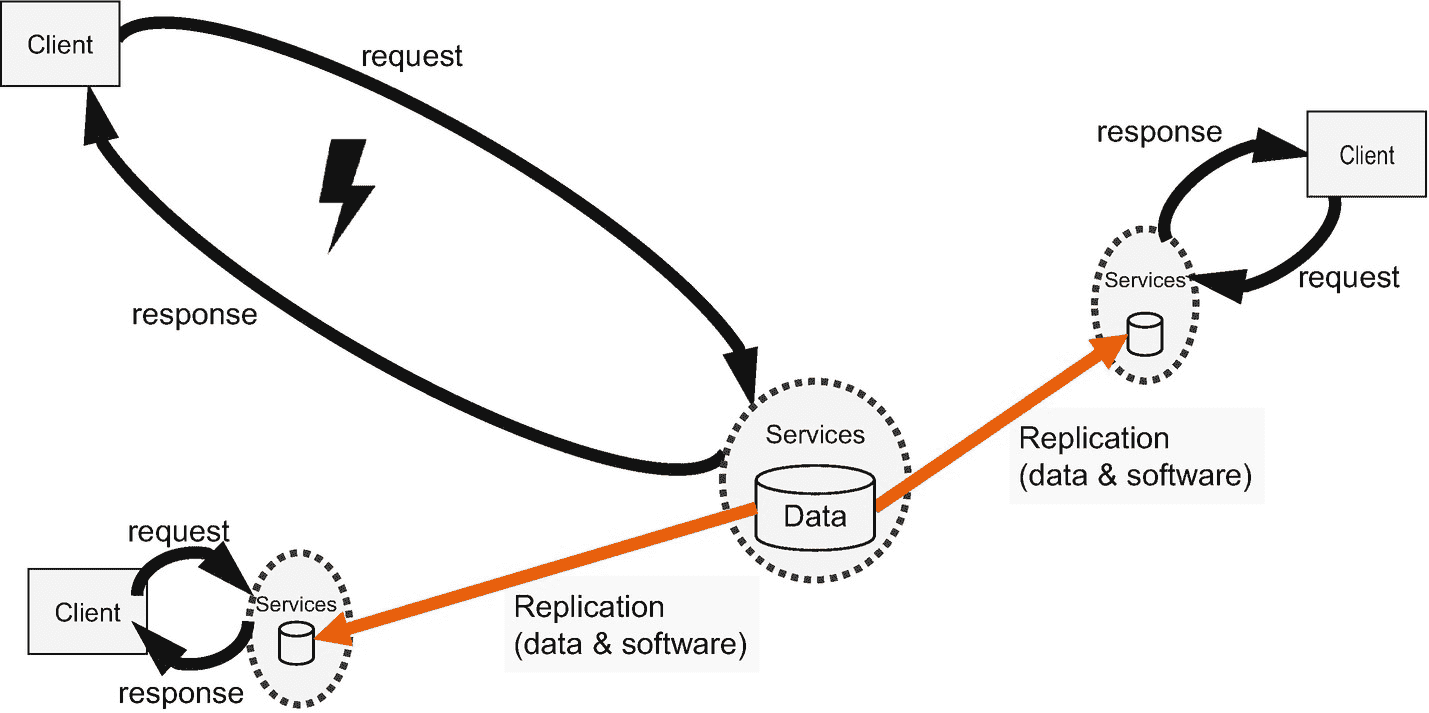 Client
request
response
Client
response
Services
request
Services
Data
Replication
(data & software)
Replication
(data & software)
request
Client
Services
response